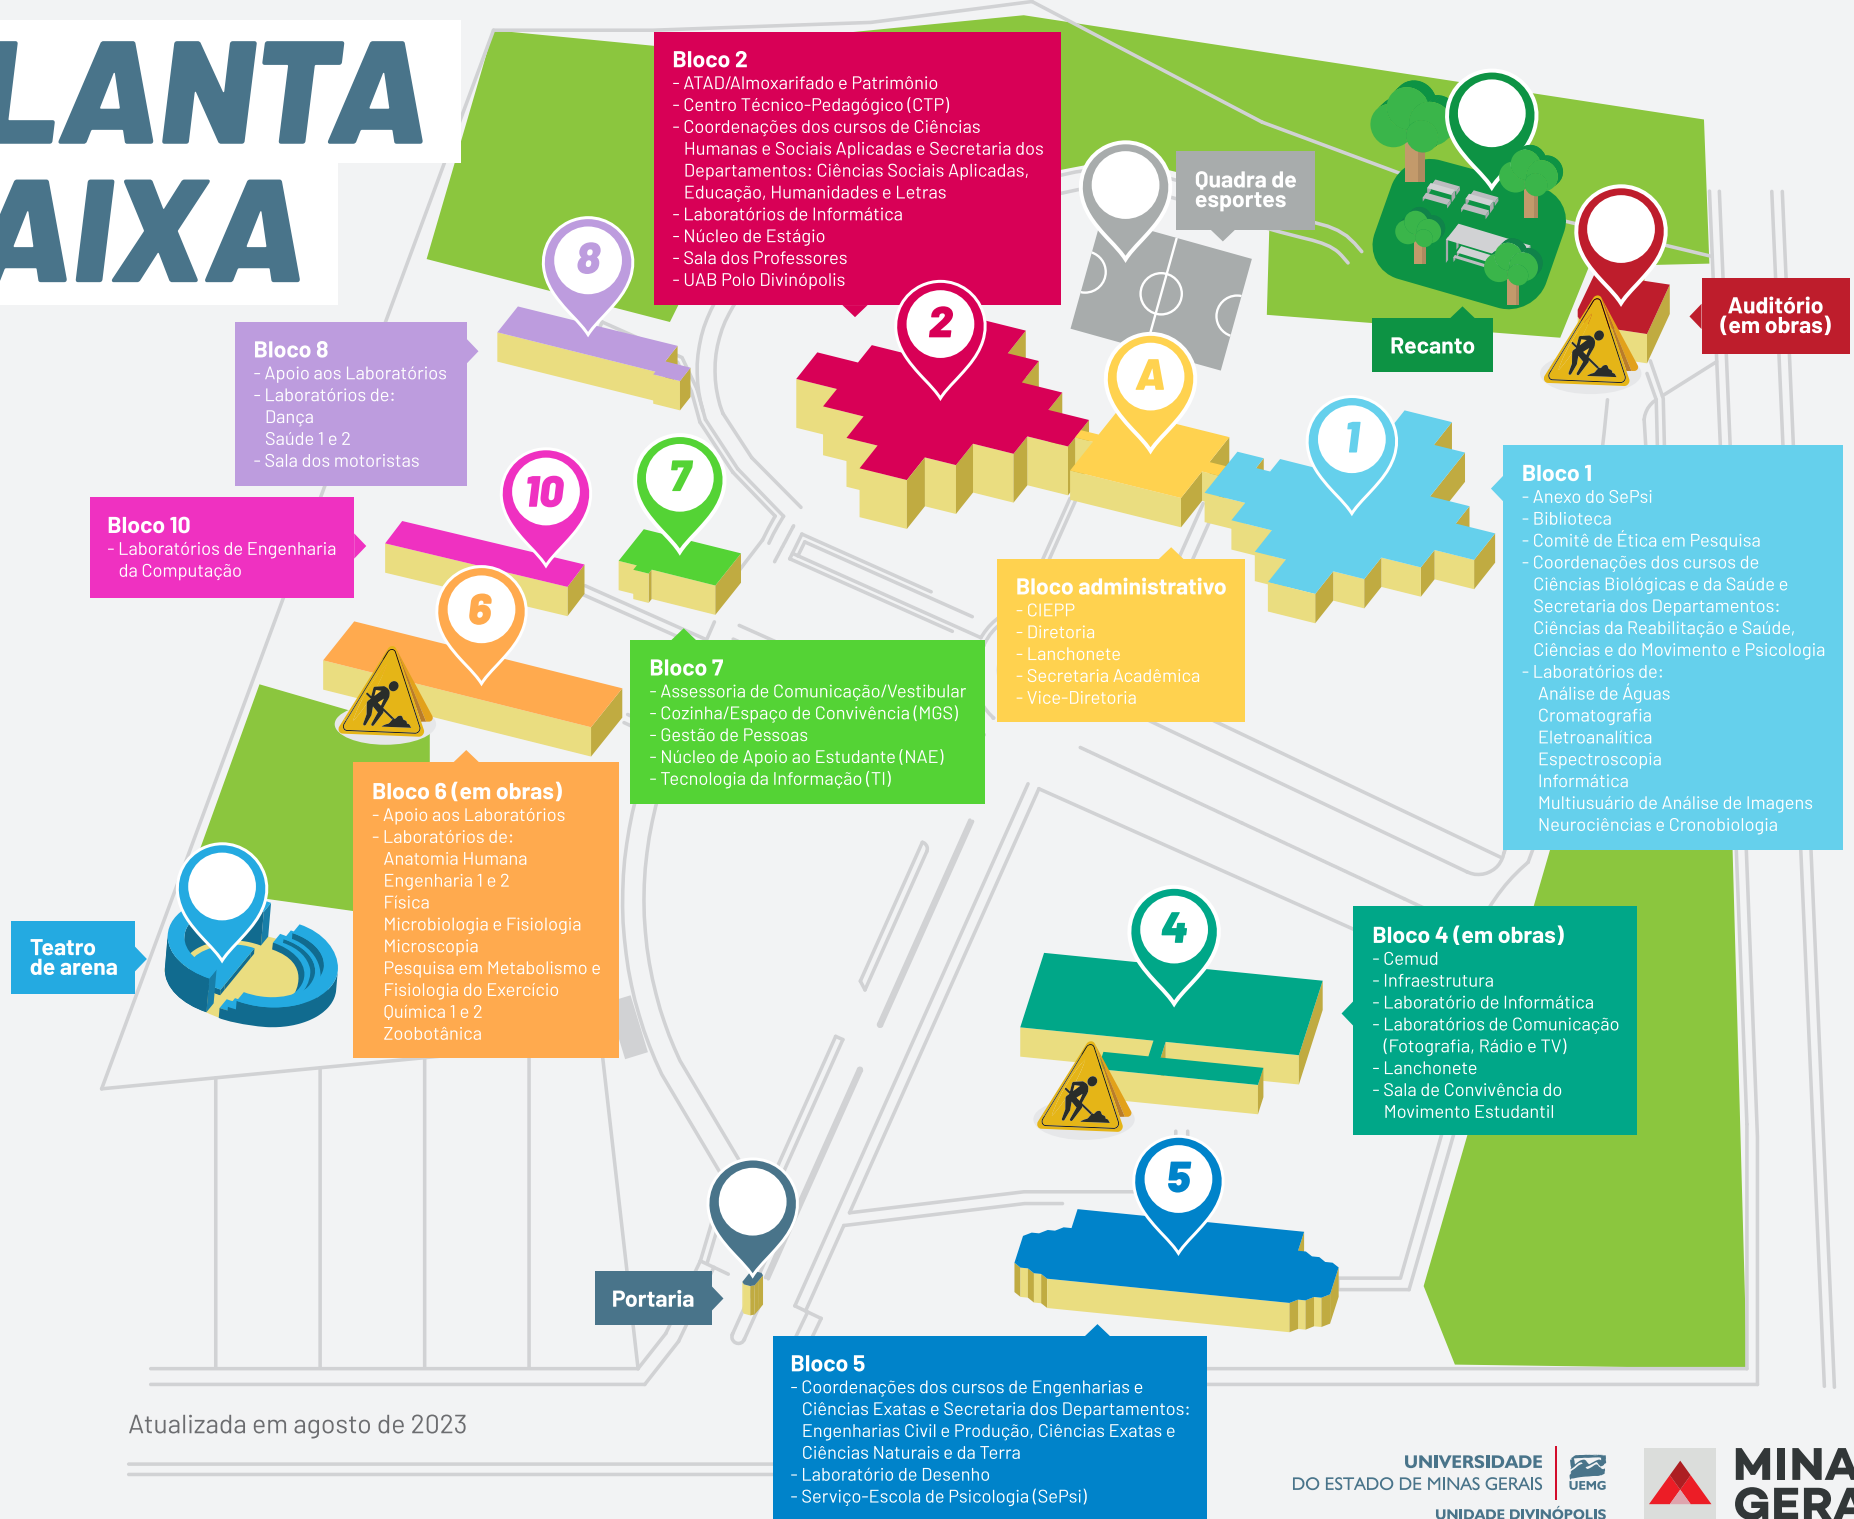 LANTA
AIXA
Bloco 2
- ATAD/Almoxarifado e Patrimônio
- Centro Técnico-Pedagógico (CTP)
- Coordenações dos cursos de Ciências
Humanas e Sociais Aplicadas e Secretaria dos
Departamentos: Ciências Sociais Aplicadas,
Educação, Humanidades e Letras
- Laboratórios de Informática
- Núcleo de Estágio
- Sala dos Professores
- UAB Polo Divinópolis
Quadra de
esportes
Recanto
Auditório
(em obras)
8
2
A
1
Bloco 8
- Apoio aos Laboratórios
- Laboratórios de:
Dança
Saúde 1 e 2
- Sala dos motoristas
10
7
Bloco 10
- Laboratórios de Engenharia
da Computação
6
Bloco 1
- Anexo do SePsi
- Biblioteca
- Comitê de Ética em Pesquisa
- Coordenações dos cursos de
Ciências Biológicas e da Saúde e
Secretaria dos Departamentos:
Ciências da Reabilitação e Saúde,
Ciências e do Movimento e Psicologia
- Laboratórios de:
Análise de Águas
Cromatografia
Eletroanalítica
Espectroscopia
Informática
Multiusuário de Análise de Imagens
Neurociências e Cronobiologia
Bloco administrativo
- CIEPP
- Diretoria
- Lanchonete
- Secretaria Acadêmica
- Vice-Diretoria
Bloco 7
- Assessoria de Comunicação/Vestibular
- Cozinha/Espaço de Convivência (MGS)
- Gestão de Pessoas
- Núcleo de Apoio ao Estudante (NAE)
- Tecnologia da Informação (TI)
Bloco 6 (em obras)
- Apoio aos Laboratórios
- Laboratórios de:
Anatomia Humana
Engenharia 1 e 2
Física
Microbiologia e Fisiologia
Microscopia
Pesquisa em Metabolismo e
Fisiologia do Exercício
Química 1 e 2
Zoobotânica
Teatro
de arena
4
Bloco 4 (em obras)
- Cemud
- Infraestrutura
- Laboratório de Informática
- Laboratórios de Comunicação
(Fotografia, Rádio e TV)
- Lanchonete
- Sala de Convivência do
Movimento Estudantil
5
Portaria
Bloco 5
- Coordenações dos cursos de Engenharias e
Ciências Exatas e Secretaria dos Departamentos:
Engenharias Civil e Produção, Ciências Exatas e
Ciências Naturais e da Terra
- Laboratório de Desenho
- Serviço-Escola de Psicologia (SePsi)
Atualizada em agosto de 2023
UNIVERSIDADE
DO ESTADO DE MINAS GERAIS
UEMG
UNIDADE DIVINÓPOLIS
MINA
GERA